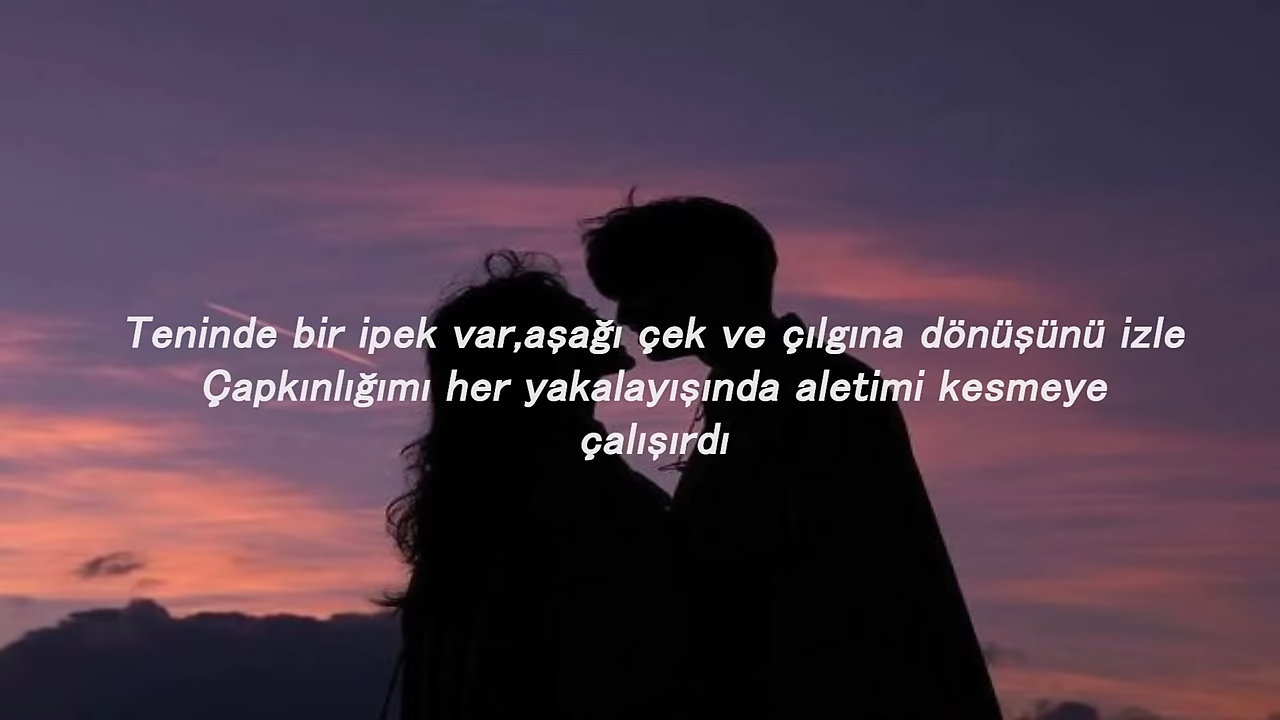 Teninde bir ipek var,aşağı çek ve çılgına dönüşünü izle
Çapkınlığımı her yakalayışında aletimi kesmeye
çalışırdı